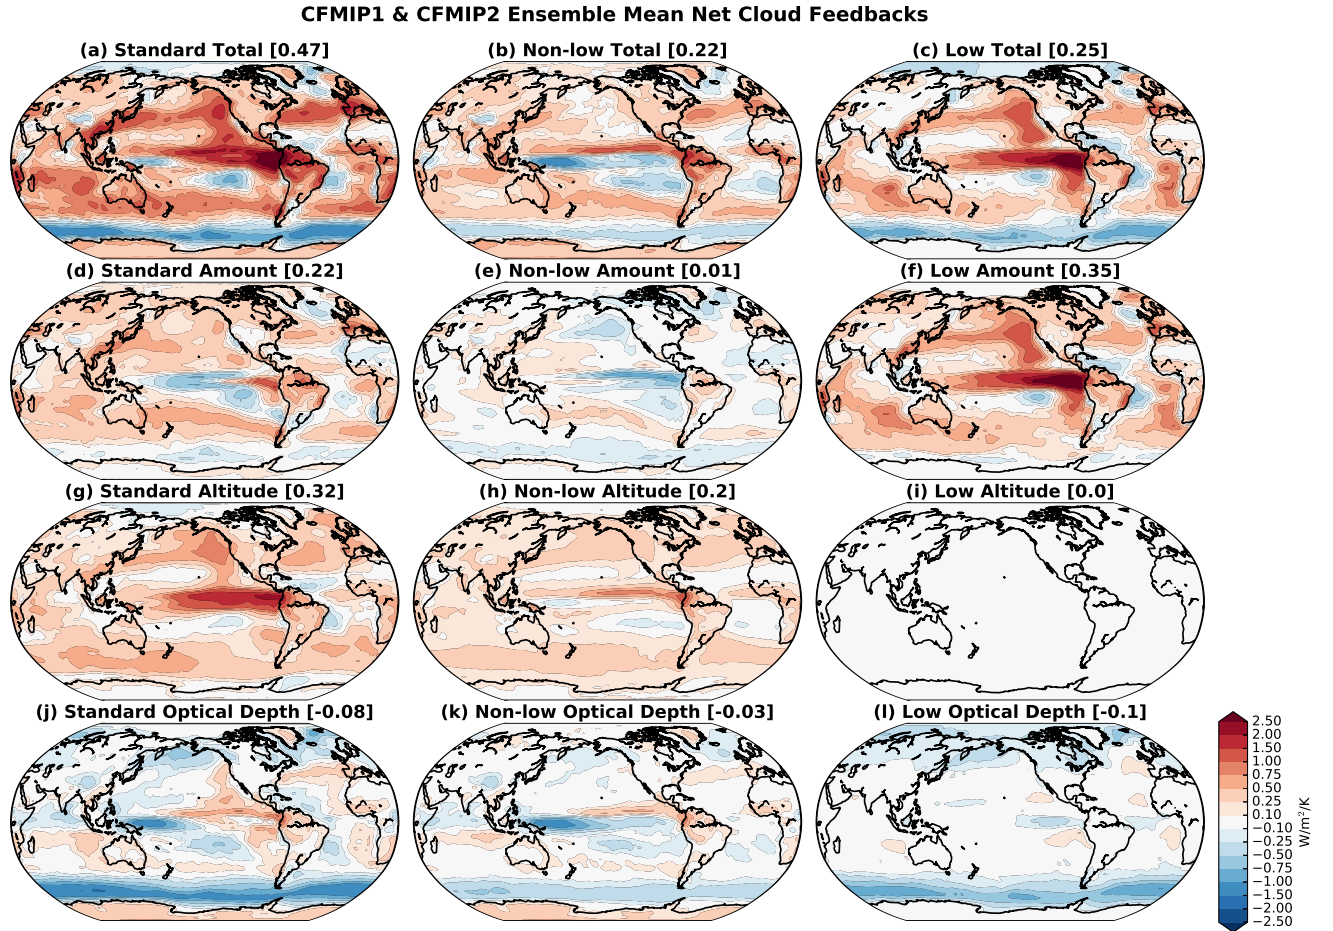 CFMIP1 & CFMIP2 Ensemble Mean Net Cloud Feedbacks
(a) Standard Total [0.47]
(b) Non-low Total [0.22]
(c) Low Total [0.25]
(d) Standard Amount [0.22]
(e) Non-low Amount [0.01]
(f) Low Amount [0.35]
(g) Standard Altitude [0.32]
(h) Non-low Altitude [0.2]
(i) Low Altitude [0.0]
(j) Standard Optical Depth [-0.08]
(k) Non-low Optical Depth [-0.03]
(l) Low Optical Depth [-0.1]
2.50
2.00
1.50
1.00
0.75
0.50
0.25
0.10
−0.10
−0.25
−0.50
−0.75
−1.00
−1.50
−2.00
−2.50
W/m²/K